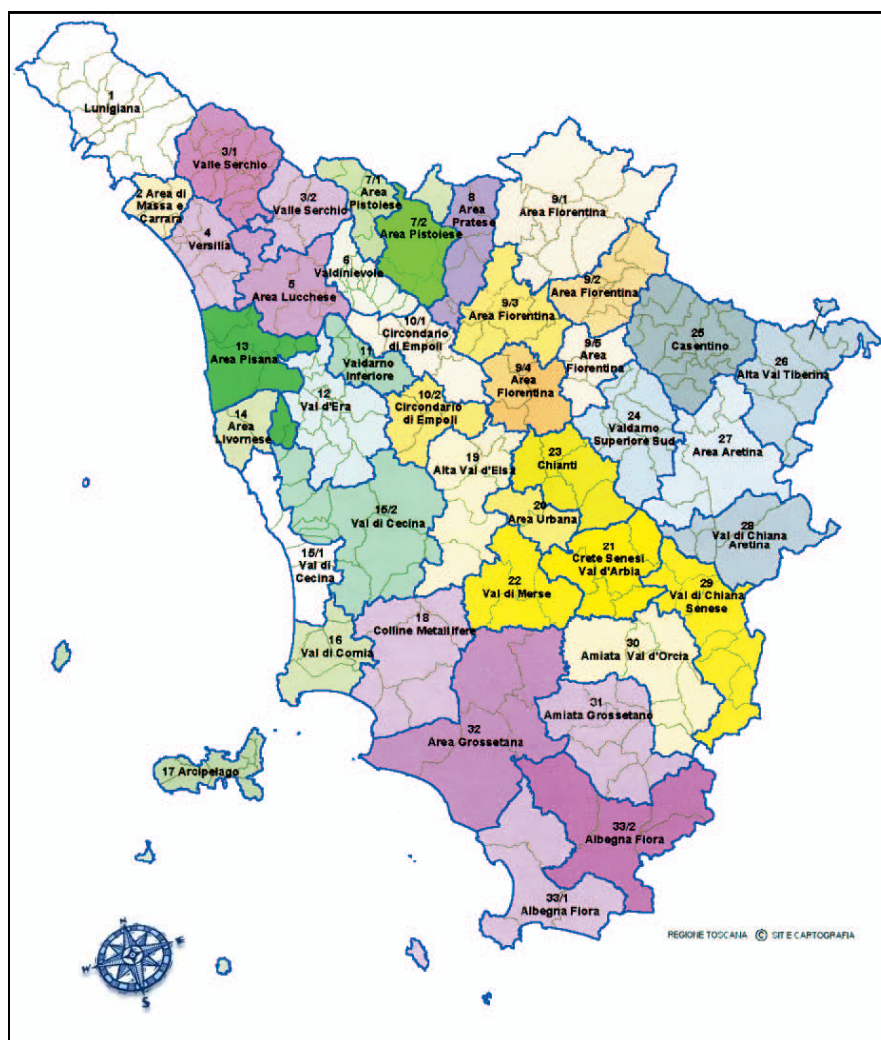 1
Lunigiana
3/1
Valle Serchio
2 Area di
Massa e
Carrara
3/2
Valle Serchio
4
Versilia
5
Area Lucchese
7/1
Area
Pistoiese
7/2
Area Pistoiese
6
Valdinievole
8
Area
Pratese
9/1
Area Fiorentina
9/2
Area Fiorentina
9/3
Area Fiorentina
9/5
Area
Fiorentina
9/4
Area
Fiorentina
10/1
Circondario
di Empoli
10/2
Circondario
di Empoli
11
Valdarno
Inferiore
13
Area Pisana
12
Val d'Era
14
Area
Livornese
25
Casentino
26
Alta Val Tiberina
24
Valdarno
Superiore Sud
27
Area Aretina
28
Val di Chiana
Aretina
19
Alta Val d'Elsa
23
Chianti
20
Area Urbana
21
Crete Senesi
Val d'Arbia
22
Val di Merse
29
Val di Chiana
Senese
15/2
Val di Cecina
15/1
Val di
Cecina
16
Val di Cornia
18
Colline Metallifere
30
Amiata Val d'Orcia
31
Amiata Grossetano
32
Area Grossetana
17 Arcipelago
33/2
Albegna Fiora
33/1
Albegna Fiora
N
E
W
S
REGIONE TOSCANA © SIT E CARTOGRAFIA